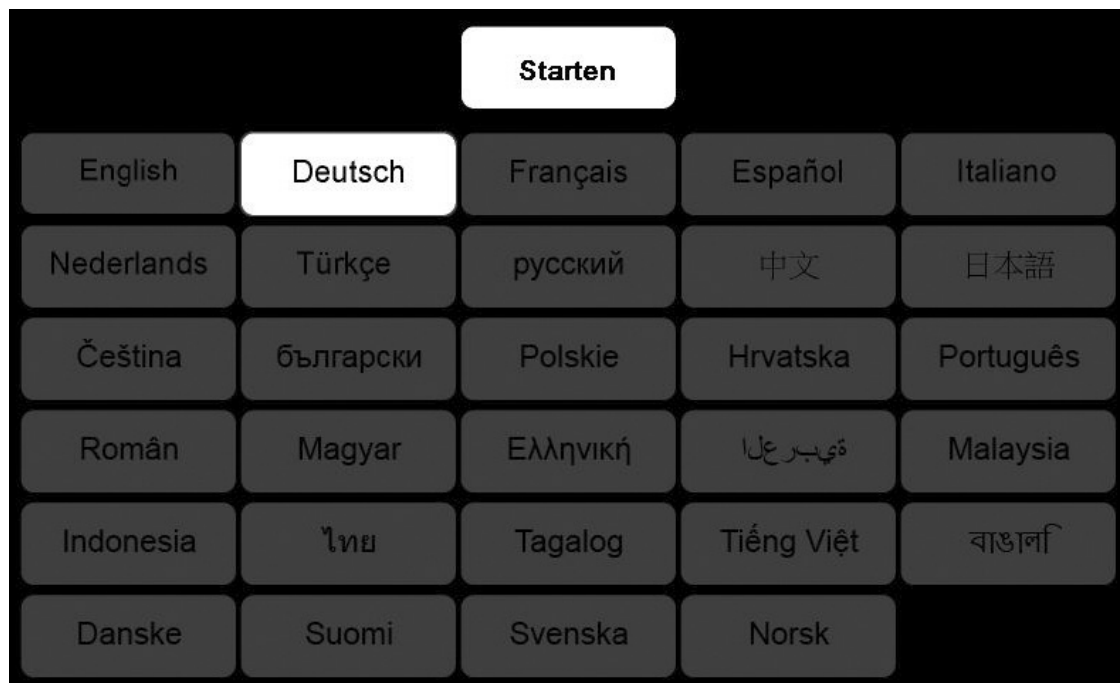 Starten
English
Deutsch
Français
Español
Italiano
Nederlands
Türkçe
русский
中文
日本語
Čeština
български
Polskie
Hrvatska
Português
Român
Magyar
Ελληνική
ةيبرعلا
Malaysia
Indonesia
ไทย
Tagalog
Tiếng Việt
বাঙালি
Danske
Suomi
Svenska
Norsk